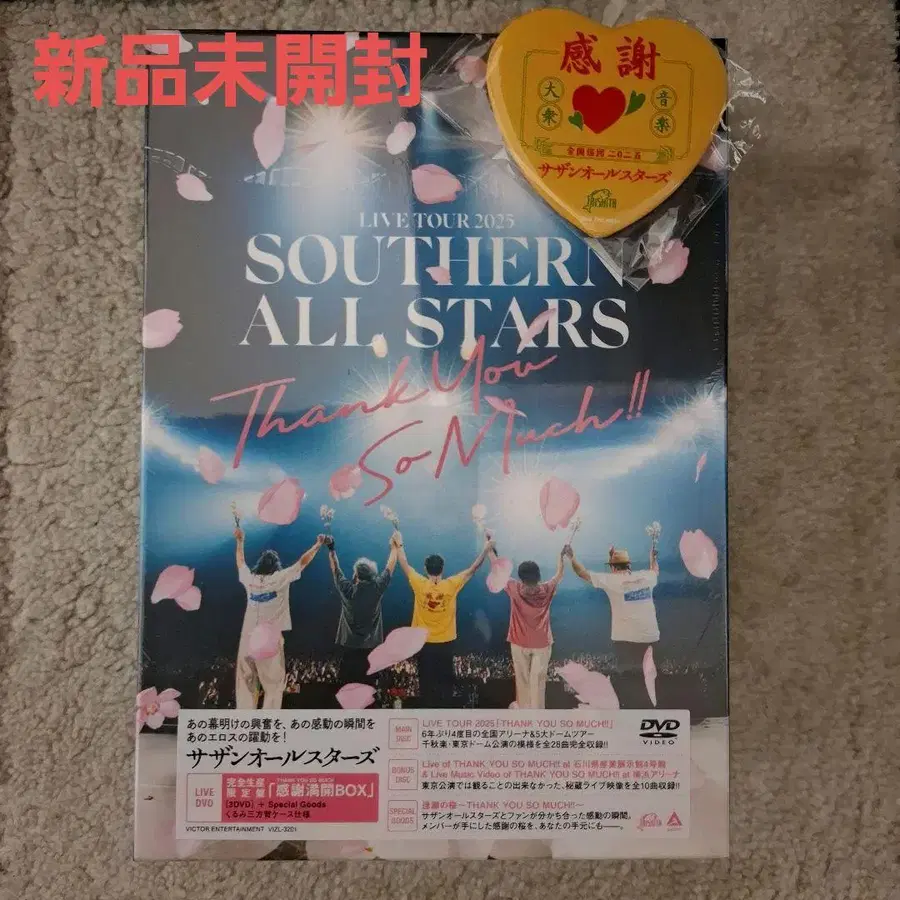 新品未開封
感謝
大衆
音楽
全国為的 二〇二五
サザンオールスターズ
TAISHITA
LIVE TOUR 2025
SOUTHERN
ALL STARS
Thank You
So Much!!
あの幕明けの興奮を、あの感動の瞬間を
あのエロスの躍動を!
サザンオールスターズ
LIVE
DVD
完全生産
限定盤
THANK YOU SO MUCH
「感謝満開BOX」
[3DVD] + Special Goods
くるみ三方背ケース仕様
VICTOR ENTERTAINMENT VIZL-3201
MAIN
DISC
LIVE TOUR 2025「THANK YOU SO MUCH!!」
6年ぶり4度目の全国アリーナ&5大ドームツアー
千秋楽・東京ドーム公演の模様を全28曲完全収録!!
DVD
VIDEO
BONUS
DISC
Live of THANK YOU SO MUCH!! at 石川県産業展示館4号館
& Live Music Video of THANK YOU SO MUCH!! at 横浜アリーナ
東京公演では観ることの出来なかった、秘蔵ライブ映像を全10曲収録!!
SPECIAL
GOODS
逢瀬の桜〜THANK YOU SO MUCH!!〜
サザンオールスターズとファンが分かち合った感動の瞬間。
メンバーが手にした感謝の桜を、あなたの手元にも――。
TAISHITA